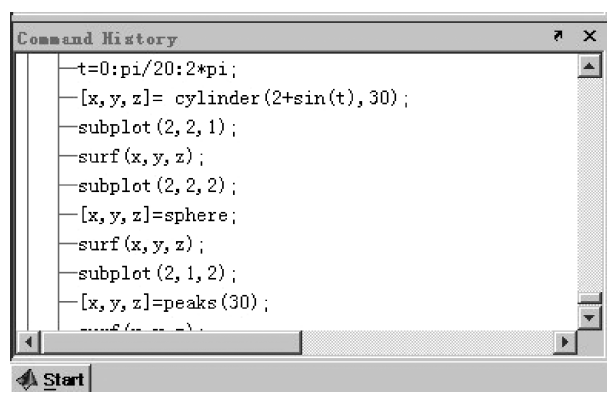 Command History
t=0:pi/20:2*pi;
[x,y,z]= cylinder(2+sin(t),30);
subplot(2,2,1);
surf(x,y,z);
subplot(2,2,2);
[x,y,z]=sphere;
surf(x,y,z);
subplot(2,1,2);
[x,y,z]=peaks(30);
surf(x,y,z);
Start